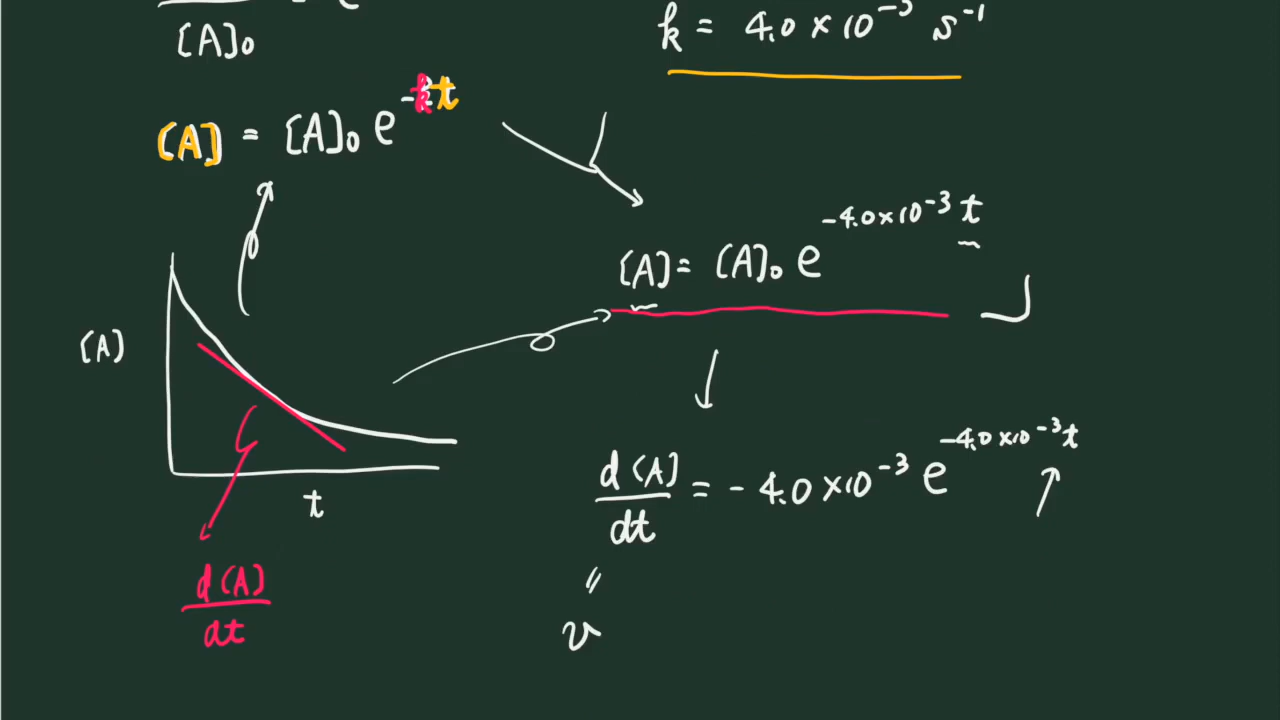 [A]₀
k = 4.0 × 10⁻³ s⁻¹
[A] = [A]₀ e^{-kt}
[A] = [A]₀ e^{-4.0×10⁻³ t}
[A]
t
d[A]/dt
d[A]/dt = - 4.0 × 10⁻³ e^{-4.0×10⁻³ t}
〃
v